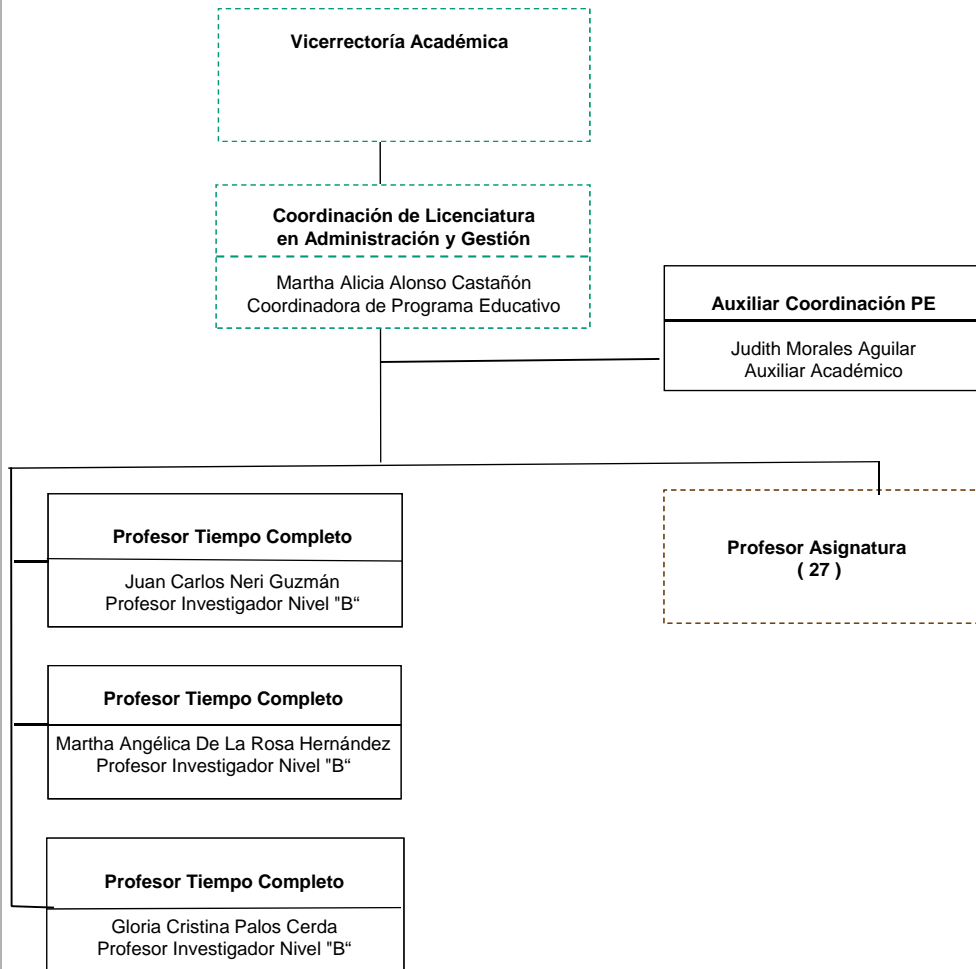 Vicerrectoría Académica
Coordinación de Licenciatura
en Administración y Gestión
Martha Alicia Alonso Castañón
Coordinadora de Programa Educativo
Auxiliar Coordinación PE
Judith Morales Aguilar
Auxiliar Académico
Profesor Tiempo Completo
Juan Carlos Neri Guzmán
Profesor Investigador Nivel "B“
Profesor Asignatura
( 27 )
Profesor Tiempo Completo
Martha Angélica De La Rosa Hernández
Profesor Investigador Nivel "B“
Profesor Tiempo Completo
Gloria Cristina Palos Cerda
Profesor Investigador Nivel "B“